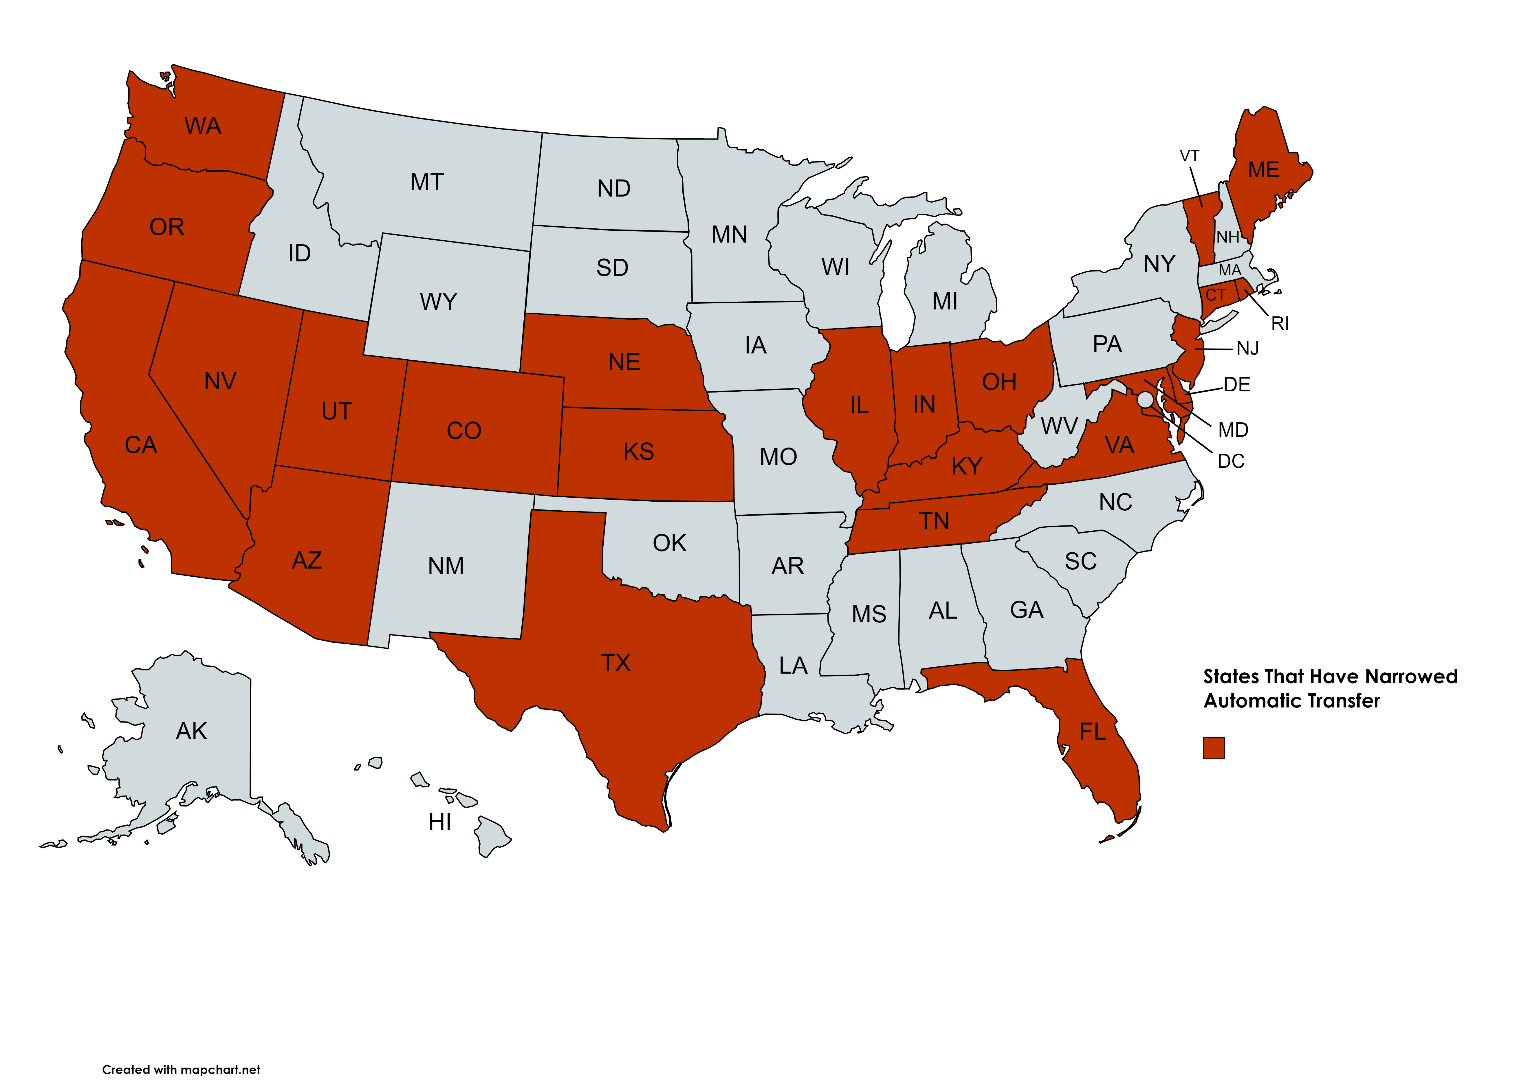 WA
MT
ND
MN
VT
ME
OR
ID
SD
WI
NY
NH
MA
WY
MI
CT
RI
IA
PA
NJ
NE
NV
UT
OH
DE
CO
IL
IN
MD
CA
KS
MO
KY
WV
VA
DC
NC
TN
AZ
NM
OK
AR
SC
MS
AL
GA
TX
LA
States That Have Narrowed
Automatic Transfer
AK
FL
HI
Created with mapchart.net